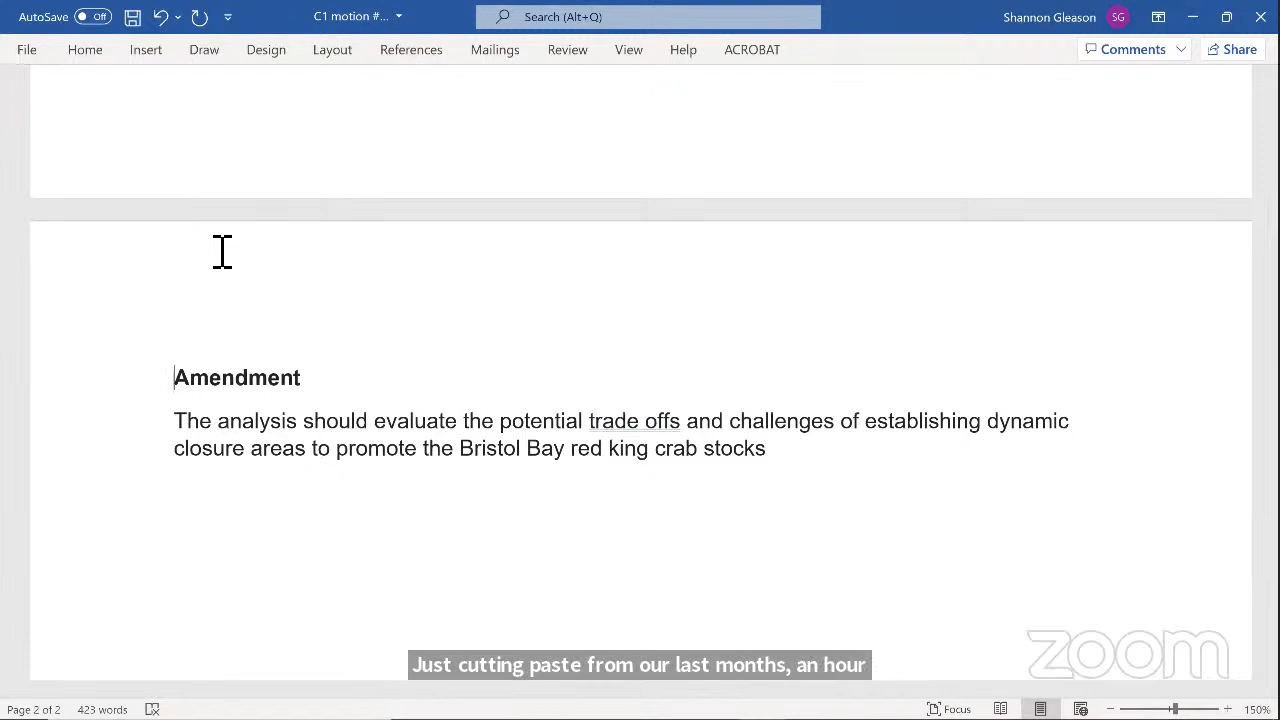 AutoSave Off C1 motion #... Search (Alt+Q) Shannon Gleason SG
File Home Insert Draw Design Layout References Mailings Review View Help ACROBAT Comments Share
Amendment
The analysis should evaluate the potential trade offs and challenges of establishing dynamic
closure areas to promote the Bristol Bay red king crab stocks
zoom
Just cutting paste from our last months, an hour
Page 2 of 2 423 words Focus 150%